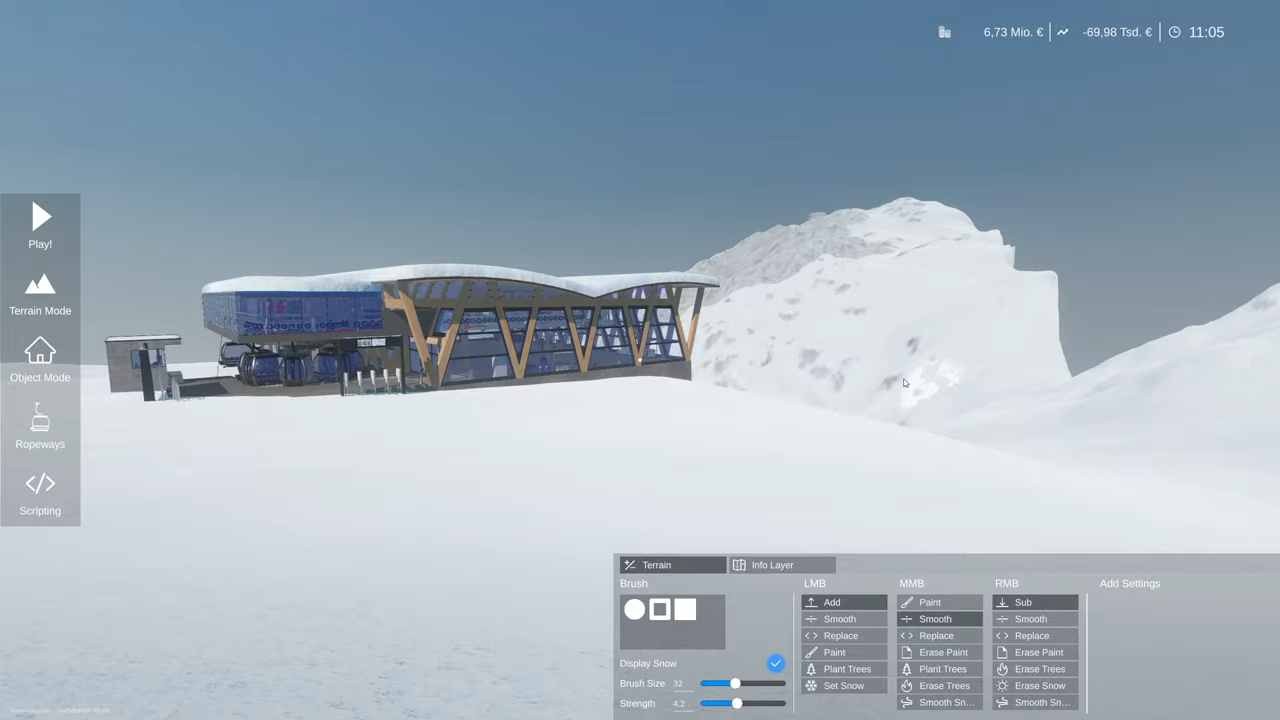 6,73 Mio. € -69,98 Tsd. € 11:05
Play!
Terrain Mode
Object Mode
Ropeways
Scripting
Terrain Info Layer
Brush LMB MMB RMB Add Settings
Add Paint Sub
Smooth Smooth Smooth
Replace Replace Replace
Paint Erase Paint Erase Paint
Display Snow Plant Trees Plant Trees Erase Trees
Brush Size 32 Set Snow Erase Trees Erase Snow
Strength 4.2 Smooth Sn... Smooth Sn...